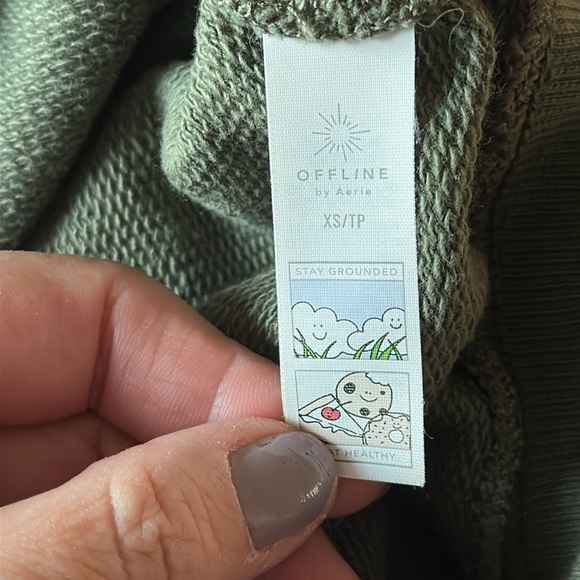 OFFLINE
by Aerie
XS/TP
STAY GROUNDED
HEALTHY